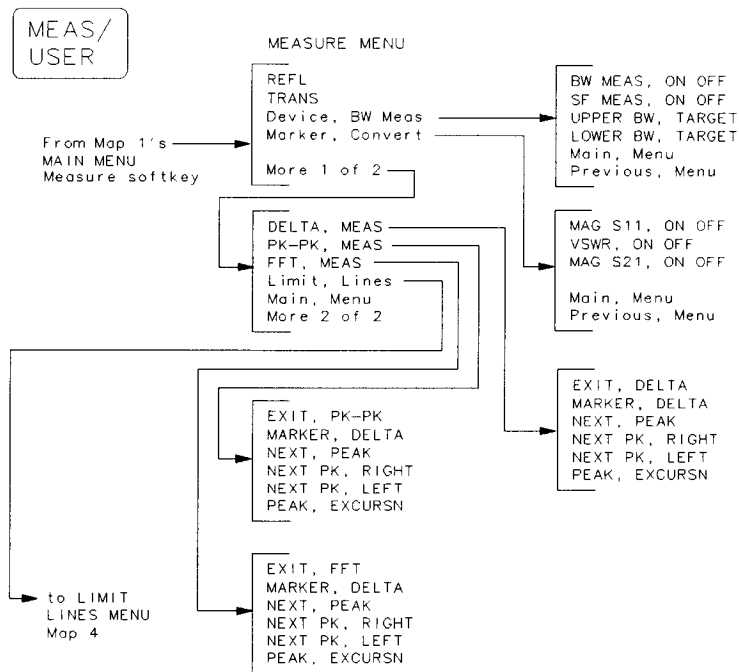 MEAS/
USER
MEASURE MENU
REFL
TRANS
Device, BW Meas
Marker, Convert
More 1 of 2
From Map 1's
MAIN MENU
Measure softkey
BW MEAS, ON OFF
SF MEAS, ON OFF
UPPER BW, TARGET
LOWER BW, TARGET
Main, Menu
Previous, Menu
DELTA, MEAS
PK-PK, MEAS
FFT, MEAS
Limit, Lines
Main, Menu
More 2 of 2
MAG S11, ON OFF
VSWR, ON OFF
MAG S21, ON OFF
Main, Menu
Previous, Menu
EXIT, DELTA
MARKER, DELTA
NEXT, PEAK
NEXT PK, RIGHT
NEXT PK, LEFT
PEAK, EXCURSN
EXIT, PK-PK
MARKER, DELTA
NEXT, PEAK
NEXT PK, RIGHT
NEXT PK, LEFT
PEAK, EXCURSN
to LIMIT
LINES MENU
Map 4
EXIT, FFT
MARKER, DELTA
NEXT, PEAK
NEXT PK, RIGHT
NEXT PK, LEFT
PEAK, EXCURSN